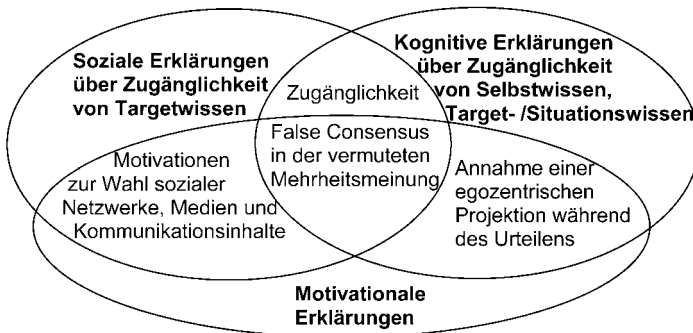 Soziale Erklärungen
über Zugänglichkeit
von Targetwissen
Kognitive Erklärungen
über Zugänglichkeit
von Selbstwissen,
Target- /Situationswissen
Zugänglichkeit
False Consensus
in der vermuteten
Mehrheitsmeinung
Motivationen
zur Wahl sozialer
Netzwerke, Medien und
Kommunikationsinhalte
Annahme einer
egozentrischen
Projektion während
des Urteilens
Motivationale
Erklärungen